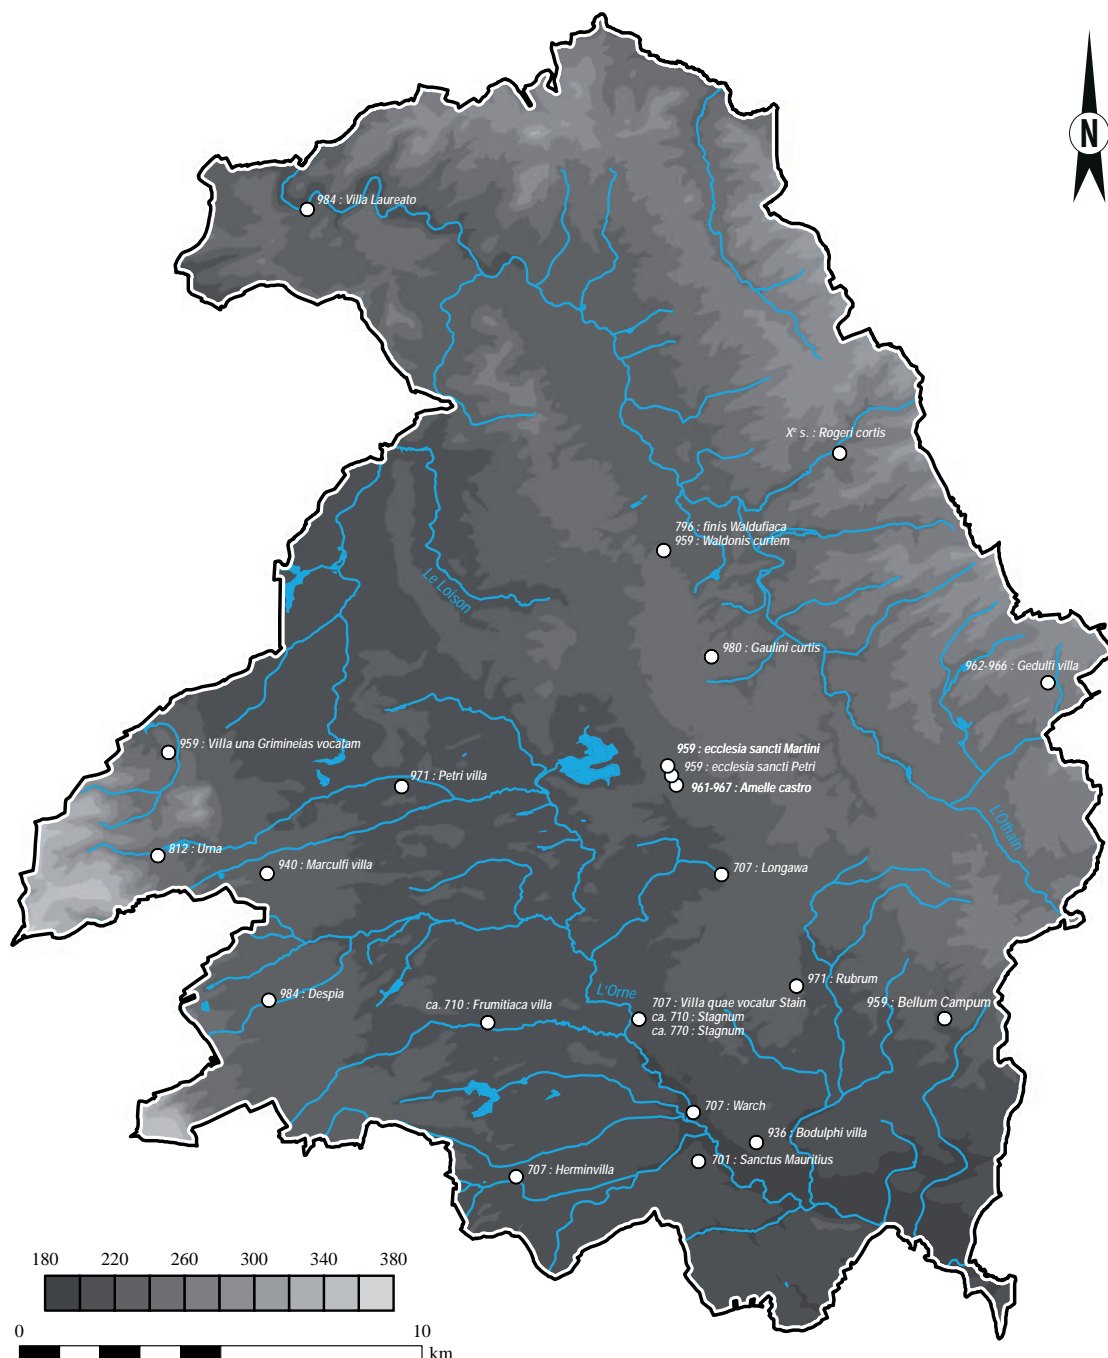 N
984 : Villa Laureato
Xe s. : Rogeri cortis
796 : finis Waldufiaca
959 : Waldonis curtem
Le Loison
980 : Gaulini curtis
962-966 : Gedulfi villa
959 : Villa una Grimineias vocatam
959 : ecclesia sancti Martini
959 : ecclesia sancti Petri
971 : Petri villa
961-967 : Amelle castro
L'Othain
812 : Urna
940 : Marculfi villa
707 : Longawa
971 : Rubrum
984 : Despia
L'Orne
ca. 710 : Frumitiaca villa
707 : Villa quae vocatur Stain
ca. 710 : Stagnum
ca. 770 : Stagnum
959 : Bellum Campum
707 : Warch
936 : Bodulphi villa
701 : Sanctus Mauritius
707 : Herminvilla
180 220 260 300 340 380
0 10
km